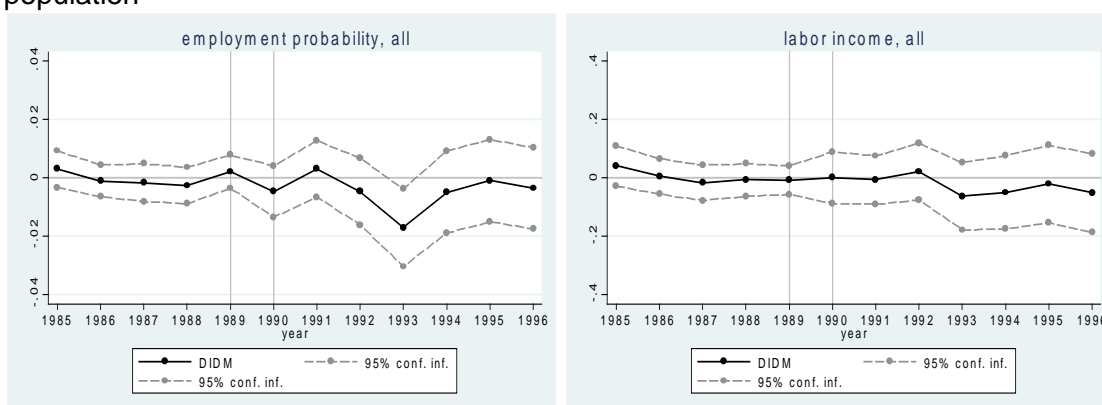 population
employment probability, all
.04
.02
0
-.02
-.04
1985 1986 1987 1988 1989 1990 1991 1992 1993 1994 1995 1996
year
DIDM 95% conf. inf.
95% conf. inf.
labor income, all
.4
.2
0
-.2
-.4
1985 1986 1987 1988 1989 1990 1991 1992 1993 1994 1995 1996
year
DIDM 95% conf. inf.
95% conf. inf.